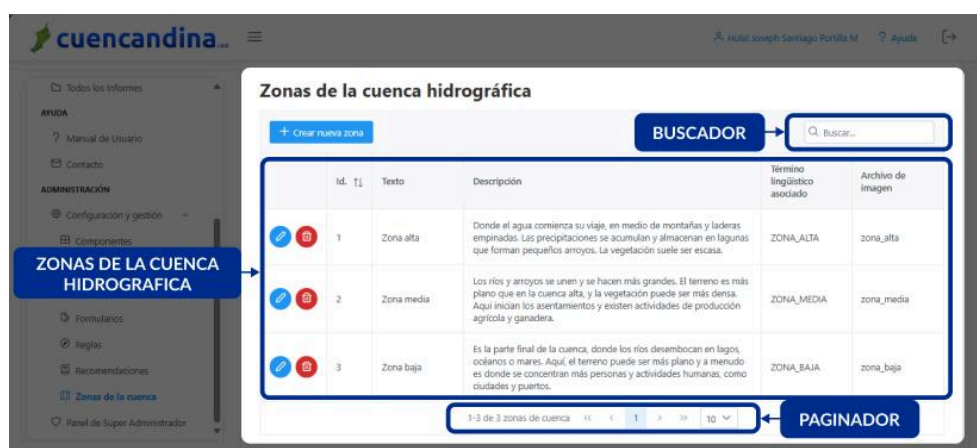 cuencandina
Hola! Joseph Santiago Portilla M
? Ayuda
Todos los Informes
AYUDA
? Manual de Usuario
Contacto
ADMINISTRACIÓN
Configuración y gestión
Componentes
ZONAS DE LA CUENCA
HIDROGRAFICA
Formularios
Reglas
Recomendaciones
Zonas de la cuenca
Panel de Super Administrador
Zonas de la cuenca hidrográfica
+ Crear nueva zona
BUSCADOR
Buscar...
Id. Texto Descripción Término lingüístico asociado Archivo de imagen
1 Zona alta
Donde el agua comienza su viaje, en medio de montañas y laderas
empinadas. Las precipitaciones se acumulan y almacenan en lagunas
que forman pequeños arroyos. La vegetación suele ser escasa.
ZONA_ALTA zona_alta
2 Zona media
Los ríos y arroyos se unen y se hacen más grandes. El terreno es más
plano que en la cuenca alta, y la vegetación puede ser más densa.
Aqui inician los asentamientos y existen actividades de producción
agrícola y ganadera.
ZONA_MEDIA zona_media
3 Zona baja
Es la parte final de la cuenca, donde los ríos desembocan en lagos,
océanos o mares. Aquí, el terreno puede ser más plano y a menudo
es donde se concentran más personas y actividades humanas, como
ciudades y puertos.
ZONA_BAJA zona_baja
1-3 de 3 zonas de cuenca << < 1 > >> 10
PAGINADOR